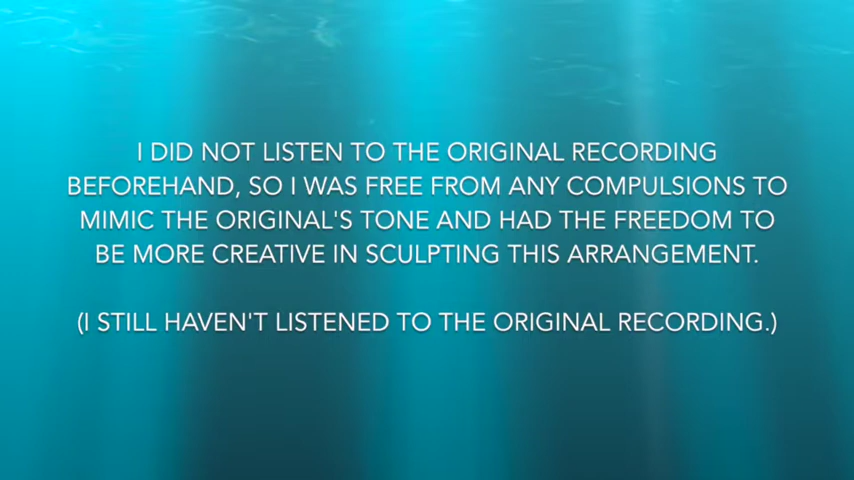 I DID NOT LISTEN TO THE ORIGINAL RECORDING
BEFOREHAND, SO I WAS FREE FROM ANY COMPULSIONS TO
MIMIC THE ORIGINAL'S TONE AND HAD THE FREEDOM TO
BE MORE CREATIVE IN SCULPTING THIS ARRANGEMENT.
(I STILL HAVEN'T LISTENED TO THE ORIGINAL RECORDING.)